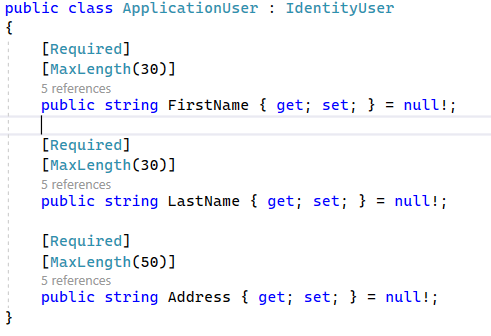 public class ApplicationUser : IdentityUser
{
[Required]
[MaxLength(30)]
5 references
public string FirstName { get; set; } = null!;
[Required]
[MaxLength(30)]
5 references
public string LastName { get; set; } = null!;
[Required]
[MaxLength(50)]
5 references
public string Address { get; set; } = null!;
}